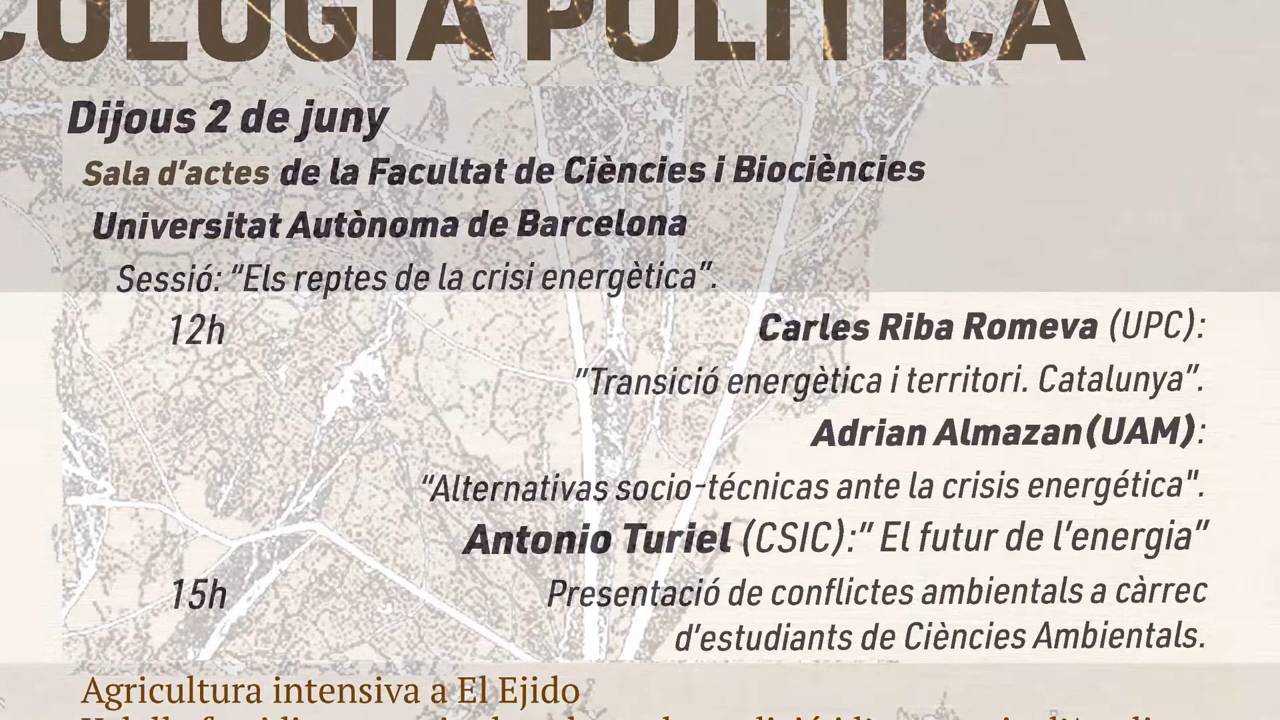 COLOGIA POLÍTICA
Dijous 2 de juny
Sala d'actes de la Facultat de Ciències i Biociències
Universitat Autònoma de Barcelona
Sessió: "Els reptes de la crisi energètica".
12h
Carles Riba Romeva (UPC):
"Transició energètica i territori. Catalunya".
Adrian Almazan(UAM):
"Alternativas socio-técnicas ante la crisis energética".
Antonio Turiel (CSIC):" El futur de l'energia"
15h
Presentació de conflictes ambientals a càrrec
d'estudiants de Ciències Ambientals.
Agricultura intensiva a El Ejido